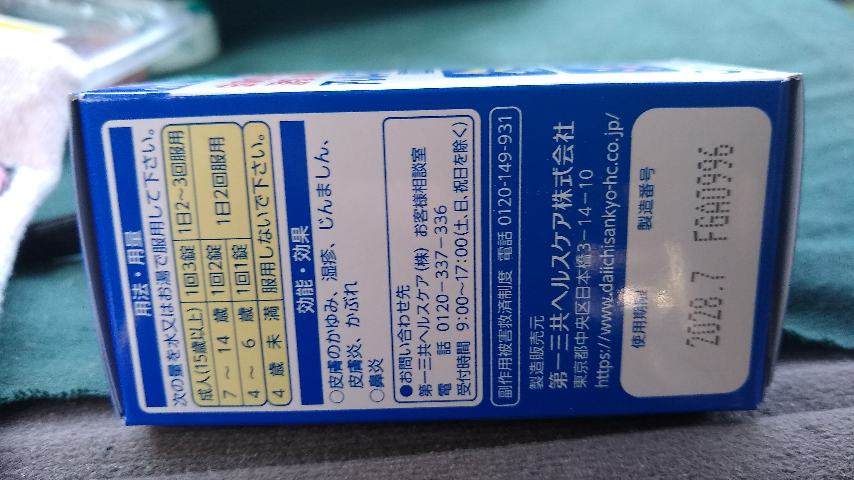 用法・用量
次の量を水又はお湯で服用して下さい。
成人(15歳以上) 1回3錠 1日2〜3回服用
7 〜 14 歳 1回2錠 1日2回服用
4 〜 6 歳 1回1錠
4 歳 未 満 服用しないで下さい。
効能・効果
○皮膚のかゆみ、湿疹、じんましん、
皮膚炎、かぶれ
○鼻炎
●お問い合わせ先
第一三共ヘルスケア(株) お客様相談室
電 話 0120-337-336
受付時間 9:00〜17:00(土、日、祝日を除く)
副作用被害救済制度 電話 0120-149-931
製造販売元
第一三共ヘルスケア株式会社
東京都中央区日本橋3-14-10
https://www.daiichisankyo-hc.co.jp/
使用期限 製造番号
2028.7 FGA0996